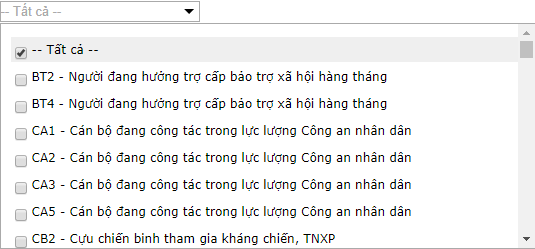 -- Tất cả --
-- Tất cả --
BT2 - Người đang hưởng trợ cấp bảo trợ xã hội hàng tháng
BT4 - Người đang hưởng trợ cấp bảo trợ xã hội hàng tháng
CA1 - Cán bộ đang công tác trong lực lượng Công an nhân dân
CA2 - Cán bộ đang công tác trong lực lượng Công an nhân dân
CA3 - Cán bộ đang công tác trong lực lượng Công an nhân dân
CA5 - Cán bộ đang công tác trong lực lượng Công an nhân dân
CB2 - Cựu chiến binh tham gia kháng chiến, TNXP